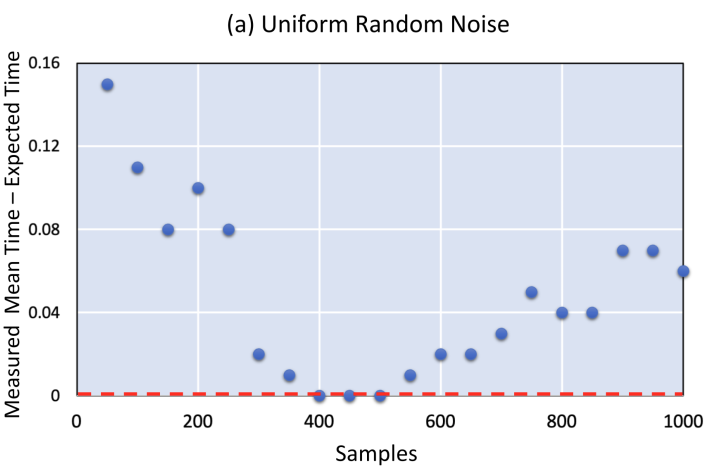 (a) Uniform Random Noise
Measured Mean Time – Expected Time
0.16
0.12
0.08
0.04
0
0 200 400 600 800 1000
Samples